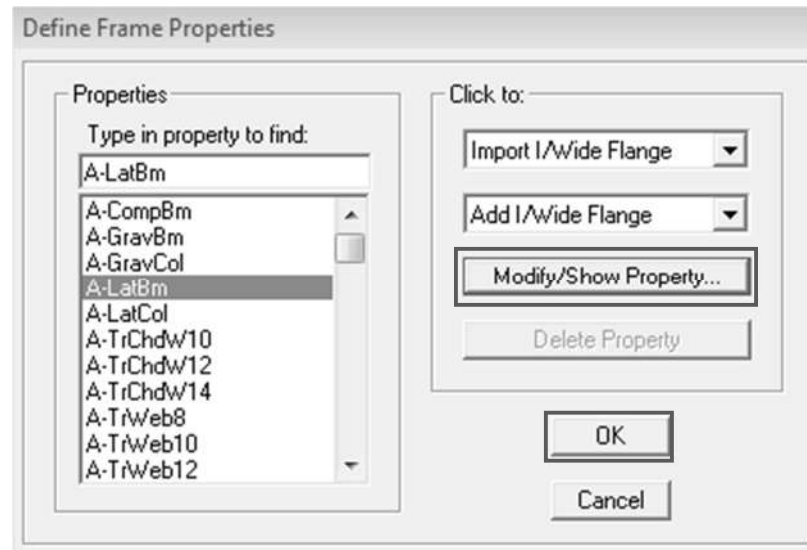 Define Frame Properties
Properties
Type in property to find:
A-LatBm
A-CompBm
A-GravBm
A-GravCol
A-LatBm
A-LatCol
A-TrChdW10
A-TrChdW12
A-TrChdW14
A-TrWeb8
A-TrWeb10
A-TrWeb12
Click to:
Import I/Wide Flange
Add I/Wide Flange
Modify/Show Property...
Delete Property
OK
Cancel